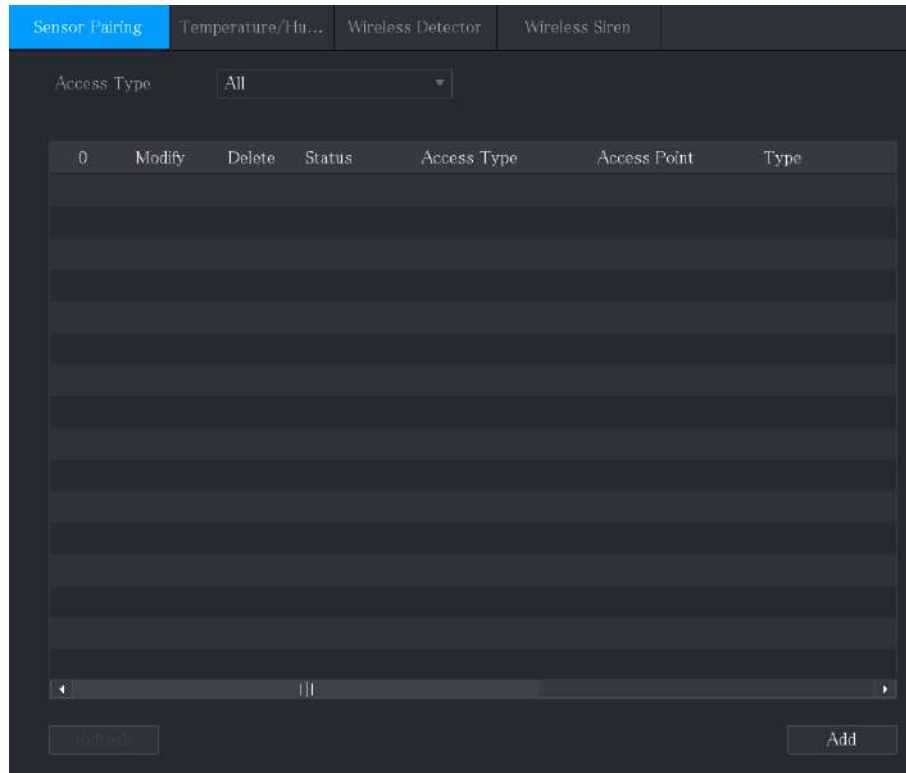 Sensor Pairing Temperature/Hu... Wireless Detector Wireless Siren
Access Type All
0 Modify Delete Status Access Type Access Point Type
Refresh Add